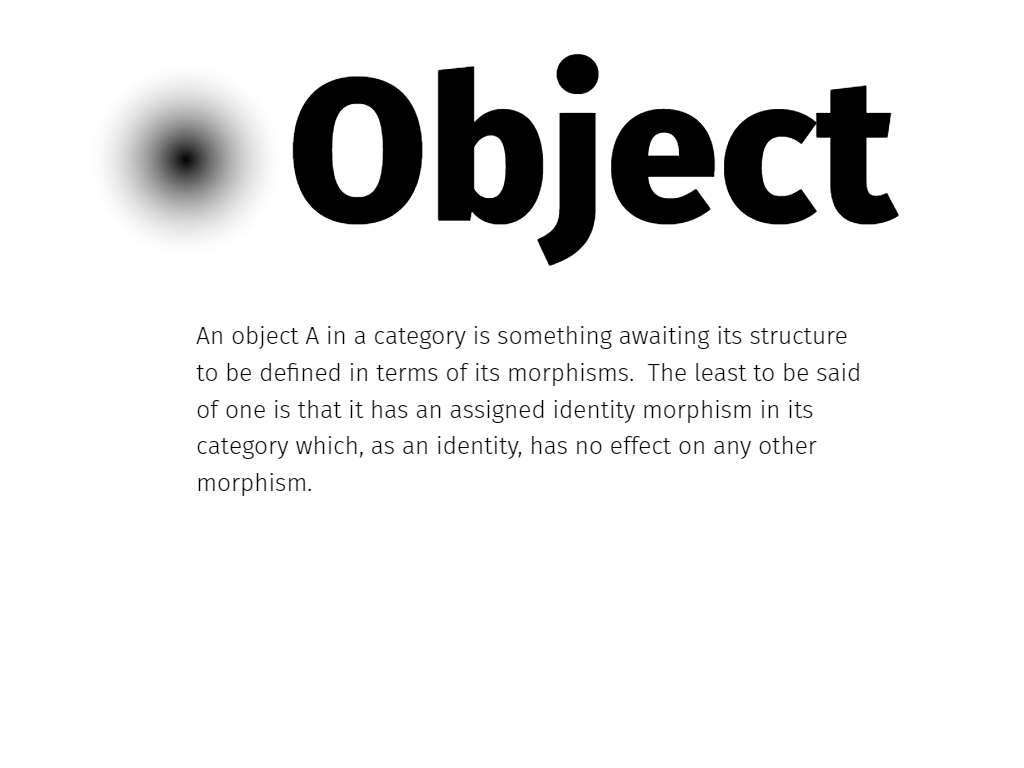 Object
An object A in a category is something awaiting its structure
to be defined in terms of its morphisms.  The least to be said
of one is that it has an assigned identity morphism in its
category which, as an identity, has no effect on any other
morphism.